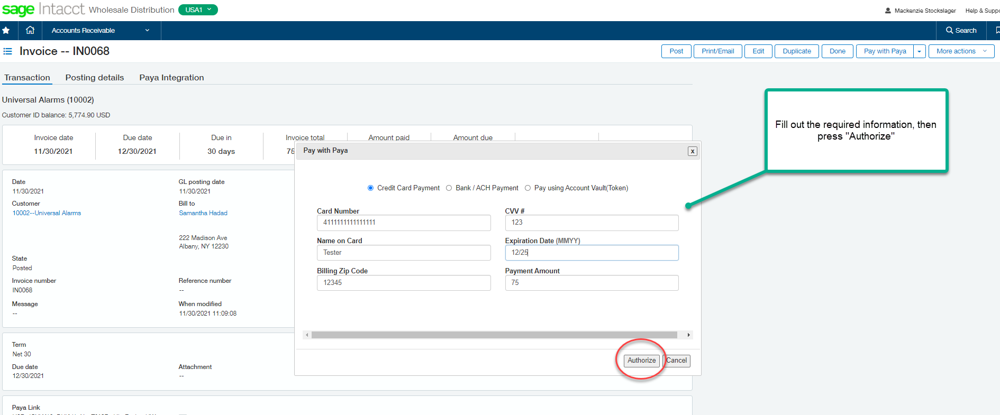 sage Intacct Wholesale Distribution USA1
Mackenzie Stockslager Help & Suppo
Accounts Receivable
Search
Invoice -- IN0068
Post Print/Email Edit Duplicate Done Pay with Paya More actions
Transaction Posting details Paya Integration
Universal Alarms (10002)
Customer ID balance: 5,774.90 USD
Invoice date Due date Due in Invoice total Amount paid Amount due
11/30/2021 12/30/2021 30 days 75
Date GL posting date
11/30/2021 11/30/2021
Customer Bill to
10002--Universal Alarms Samantha Hadad
222 Madison Ave
Albany, NY 12230
State
Posted
Invoice number Reference number
IN0068 --
Message When modified
-- 11/30/2021 11:09:08
Term
Net 30
Due date Attachment
12/30/2021 --
Paya Link
Pay with Paya x
Credit Card Payment Bank / ACH Payment Pay using Account Vault(Token)
Card Number CVV #
4111111111111111 123
Name on Card Expiration Date (MMYY)
Tester 12/25
Billing Zip Code Payment Amount
12345 75
Authorize Cancel
Fill out the required information, then
press "Authorize"